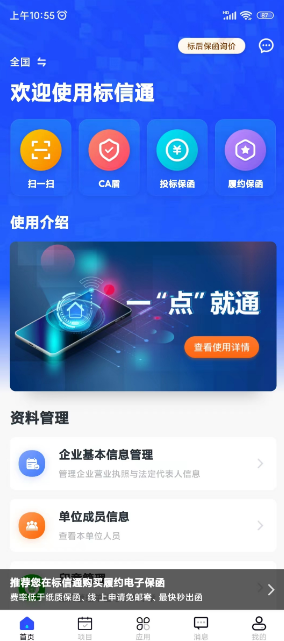 上午10:55
87
标后保函询价
全国
欢迎使用标信通
扫一扫
CA盾
投标保函
履约保函
使用介绍
一“点”就通
查看使用详情
资料管理
企业基本信息管理
管理企业营业执照与法定代表人信息
单位成员信息
查看本单位人员
推荐您在标信通购买履约电子保函
费率低于纸质保函、线 上申请免邮寄、最快秒出函
首页
项目
应用
消息
我的